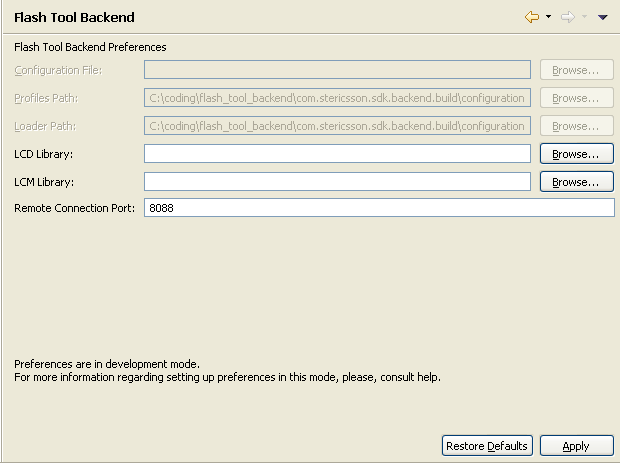 Flash Tool Backend
Flash Tool Backend Preferences
Configuration File: Browse...
Profiles Path: C:\coding\flash_tool_backend\com.stericsson.sdk.backend.build\configuration Browse...
Loader Path: C:\coding\flash_tool_backend\com.stericsson.sdk.backend.build\configuration Browse...
LCD Library: Browse...
LCM Library: Browse...
Remote Connection Port: 8088
Preferences are in development mode.
For more information regarding setting up preferences in this mode, please, consult help.
Restore Defaults Apply